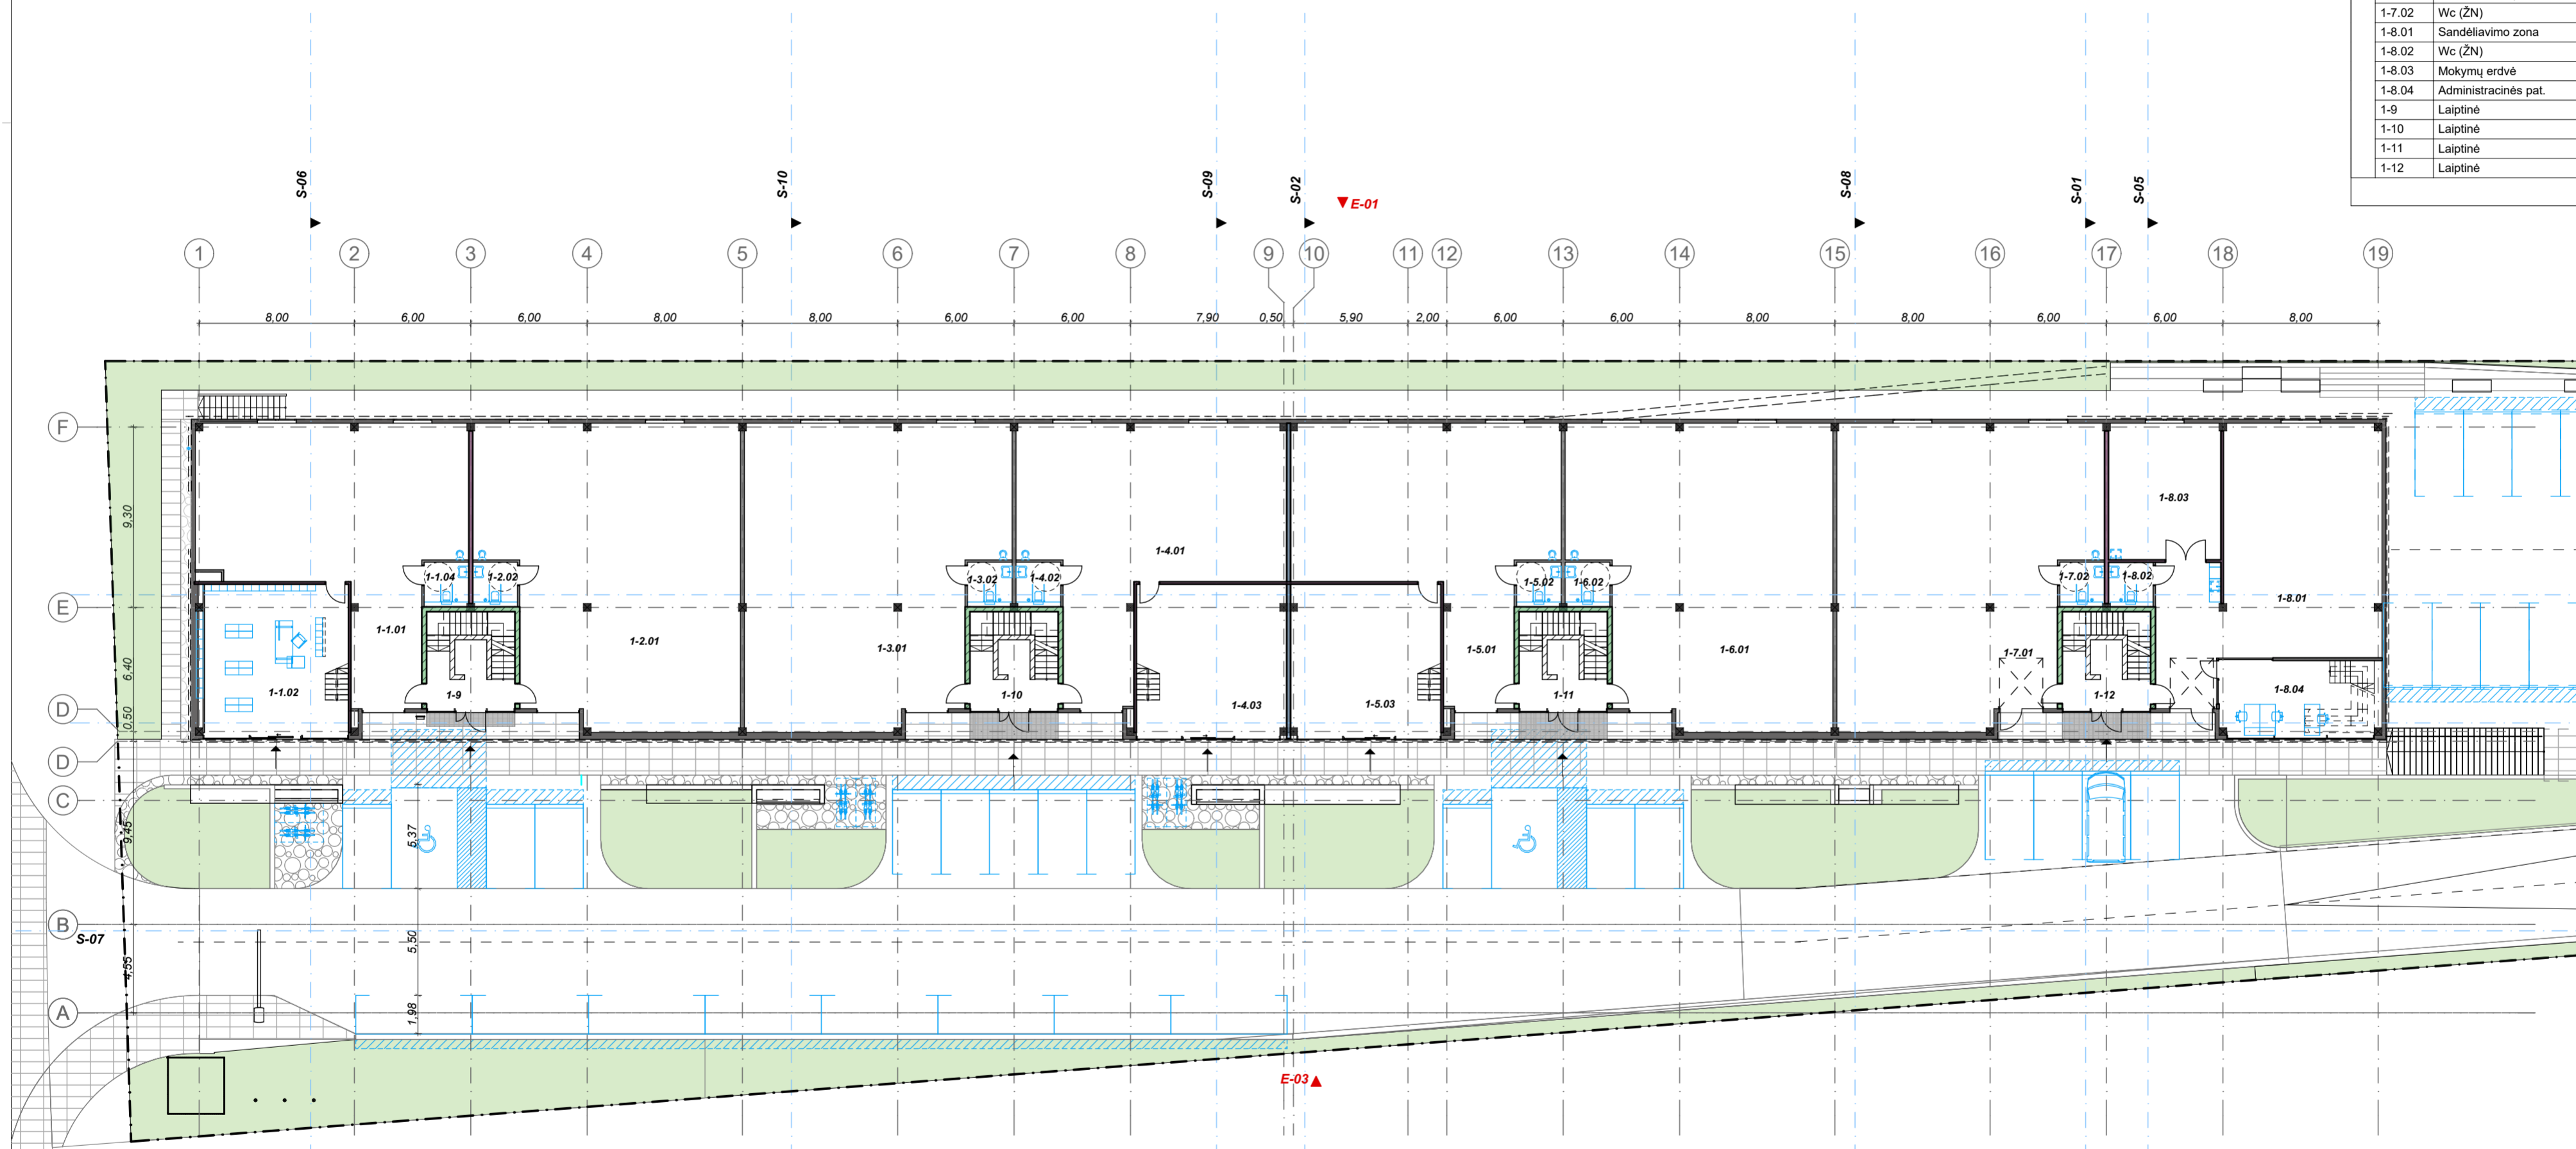 1-7.02 Wc (ŽN)
1-8.01 Sandėliavimo zona
1-8.02 Wc (ŽN)
1-8.03 Mokymų erdvė
1-8.04 Administracinės pat.
1-9 Laiptinė
1-10 Laiptinė
1-11 Laiptinė
1-12 Laiptinė
S-06 S-10 S-09 S-02 S-08 S-01 S-05
E-01
1 2 3 4 5 6 7 8 9 10 11 12 13 14 15 16 17 18 19
8,00 6,00 6,00 8,00 8,00 6,00 6,00 7,90 0,50 5,90 2,00 6,00 6,00 8,00 8,00 6,00 6,00 8,00
F
9,30
1-8.03
1-4.01
1-1.04 1-2.02 1-3.02 1-4.02 1-5.02 1-6.02 1-7.02 1-8.02
E
1-8.01
1-1.01 1-2.01 1-3.01 1-5.01 1-6.01 1-7.01
6,40
1-1.02 1-9 1-10 1-4.03 1-5.03 1-11 1-12 1-8.04
D
0,50
D
C
9,45
5,37
B
S-07
5,50
4,55
A
1,98
E-03